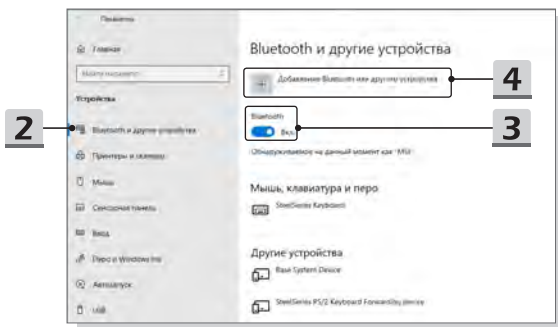 Параметры
Главная
Найти параметр
Устройства
Bluetooth и другие устройства
Принтеры и сканеры
Мышь
Сенсорная панель
Ввод
Перо и Windows Ink
Автозапуск
USB
Bluetooth и другие устройства
Добавление Bluetooth или другого устройства
Bluetooth
Вкл.
Обнаруживаемое на данный момент как "MSI"
Мышь, клавиатура и перо
SteelSeries Keyboard
Другие устройства
Base System Device
SteelSeries PS/2 Keyboard Forwarding device
2
4
3